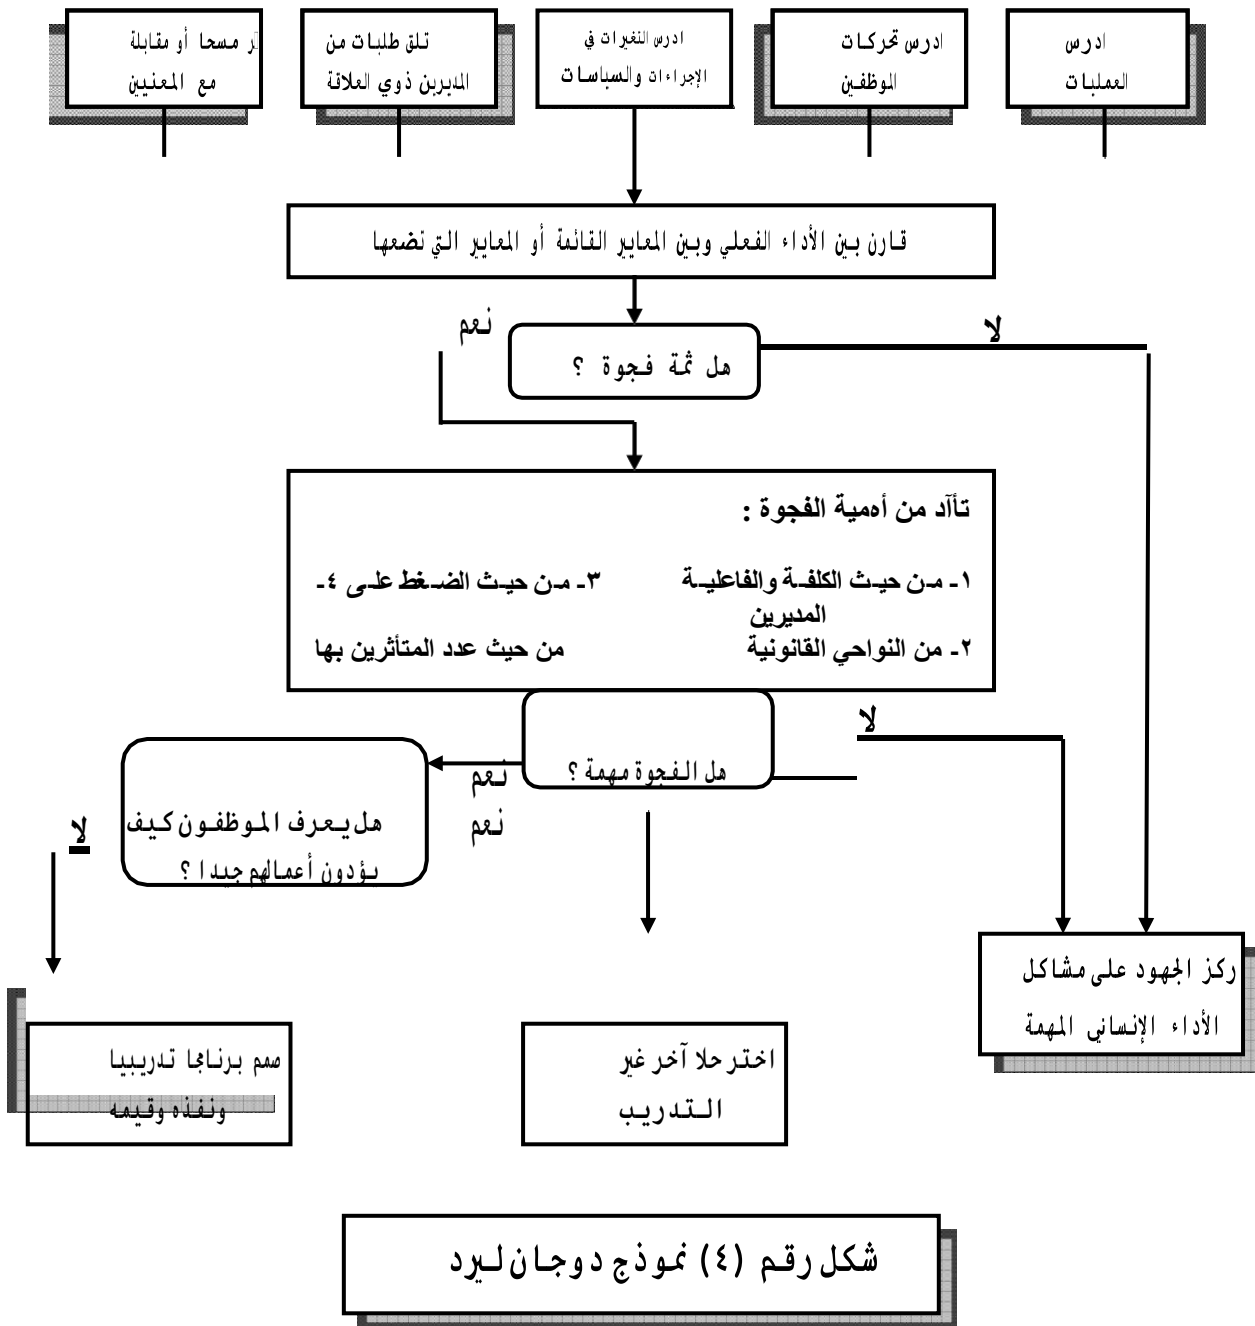 ادرس
العمليات
ادرس تحركات
الموظفين
ادرس التغيرات في
الإجراءات والسياسات
تلق طلبات من
المديرين ذوي العلاقة
مسحا أو مقابلة
مع المعنيين
قارن بين الأداء الفعلي وبين المعايير القائمة أو المعايير التي تضعها
هل ثمة فجوة ؟
لا
نعم
تأآد من أهمية الفجوة :
١- من حيث الكلفة والفاعلية
٣- من حيث الضغط على ٤-
المديرين
٢- من النواحي القانونية
من حيث عدد المتأثرين بها
هل الفجوة مهمة ؟
لا
نعم
نعم
هل يعرف الموظفون كيف
يؤدون أعمالهم جيدا ؟
لا
ركز الجهود على مشاكل
الأداء الإنساني المهمة
اختر حلا آخر غير
التدريب
صمم برنامجا تدريبيا
ونفذه وقيمه
شكل رقم (٤) نموذج دوجان ليرد